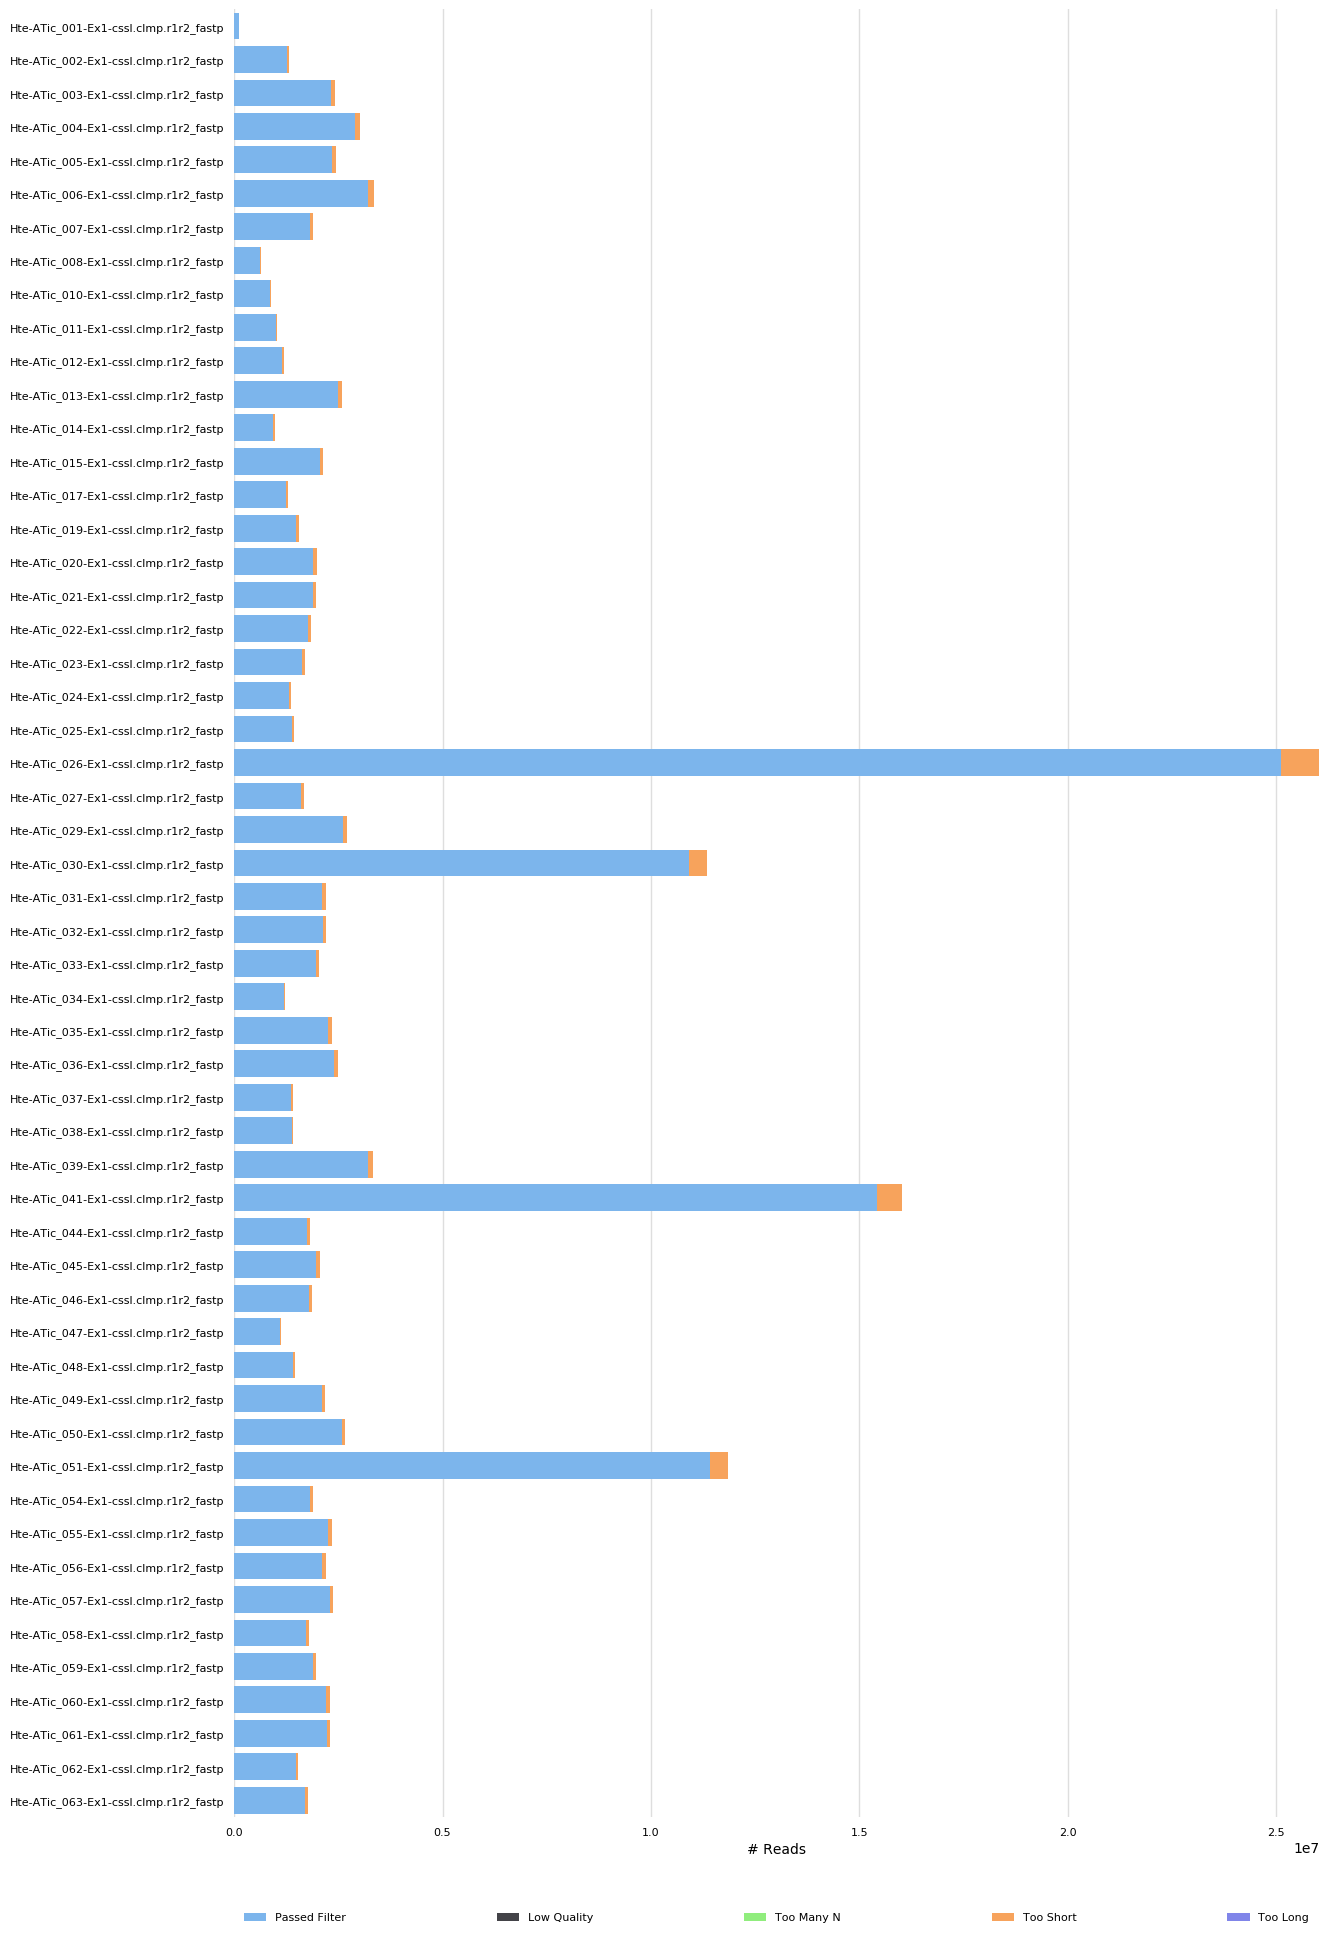 Hte-ATic_001-Ex1-cssl.clmp.r1r2_fastp
Hte-ATic_002-Ex1-cssl.clmp.r1r2_fastp
Hte-ATic_003-Ex1-cssl.clmp.r1r2_fastp
Hte-ATic_004-Ex1-cssl.clmp.r1r2_fastp
Hte-ATic_005-Ex1-cssl.clmp.r1r2_fastp
Hte-ATic_006-Ex1-cssl.clmp.r1r2_fastp
Hte-ATic_007-Ex1-cssl.clmp.r1r2_fastp
Hte-ATic_008-Ex1-cssl.clmp.r1r2_fastp
Hte-ATic_010-Ex1-cssl.clmp.r1r2_fastp
Hte-ATic_011-Ex1-cssl.clmp.r1r2_fastp
Hte-ATic_012-Ex1-cssl.clmp.r1r2_fastp
Hte-ATic_013-Ex1-cssl.clmp.r1r2_fastp
Hte-ATic_014-Ex1-cssl.clmp.r1r2_fastp
Hte-ATic_015-Ex1-cssl.clmp.r1r2_fastp
Hte-ATic_017-Ex1-cssl.clmp.r1r2_fastp
Hte-ATic_019-Ex1-cssl.clmp.r1r2_fastp
Hte-ATic_020-Ex1-cssl.clmp.r1r2_fastp
Hte-ATic_021-Ex1-cssl.clmp.r1r2_fastp
Hte-ATic_022-Ex1-cssl.clmp.r1r2_fastp
Hte-ATic_023-Ex1-cssl.clmp.r1r2_fastp
Hte-ATic_024-Ex1-cssl.clmp.r1r2_fastp
Hte-ATic_025-Ex1-cssl.clmp.r1r2_fastp
Hte-ATic_026-Ex1-cssl.clmp.r1r2_fastp
Hte-ATic_027-Ex1-cssl.clmp.r1r2_fastp
Hte-ATic_029-Ex1-cssl.clmp.r1r2_fastp
Hte-ATic_030-Ex1-cssl.clmp.r1r2_fastp
Hte-ATic_031-Ex1-cssl.clmp.r1r2_fastp
Hte-ATic_032-Ex1-cssl.clmp.r1r2_fastp
Hte-ATic_033-Ex1-cssl.clmp.r1r2_fastp
Hte-ATic_034-Ex1-cssl.clmp.r1r2_fastp
Hte-ATic_035-Ex1-cssl.clmp.r1r2_fastp
Hte-ATic_036-Ex1-cssl.clmp.r1r2_fastp
Hte-ATic_037-Ex1-cssl.clmp.r1r2_fastp
Hte-ATic_038-Ex1-cssl.clmp.r1r2_fastp
Hte-ATic_039-Ex1-cssl.clmp.r1r2_fastp
Hte-ATic_041-Ex1-cssl.clmp.r1r2_fastp
Hte-ATic_044-Ex1-cssl.clmp.r1r2_fastp
Hte-ATic_045-Ex1-cssl.clmp.r1r2_fastp
Hte-ATic_046-Ex1-cssl.clmp.r1r2_fastp
Hte-ATic_047-Ex1-cssl.clmp.r1r2_fastp
Hte-ATic_048-Ex1-cssl.clmp.r1r2_fastp
Hte-ATic_049-Ex1-cssl.clmp.r1r2_fastp
Hte-ATic_050-Ex1-cssl.clmp.r1r2_fastp
Hte-ATic_051-Ex1-cssl.clmp.r1r2_fastp
Hte-ATic_054-Ex1-cssl.clmp.r1r2_fastp
Hte-ATic_055-Ex1-cssl.clmp.r1r2_fastp
Hte-ATic_056-Ex1-cssl.clmp.r1r2_fastp
Hte-ATic_057-Ex1-cssl.clmp.r1r2_fastp
Hte-ATic_058-Ex1-cssl.clmp.r1r2_fastp
Hte-ATic_059-Ex1-cssl.clmp.r1r2_fastp
Hte-ATic_060-Ex1-cssl.clmp.r1r2_fastp
Hte-ATic_061-Ex1-cssl.clmp.r1r2_fastp
Hte-ATic_062-Ex1-cssl.clmp.r1r2_fastp
Hte-ATic_063-Ex1-cssl.clmp.r1r2_fastp
0.0 0.5 1.0 1.5 2.0 2.5
# Reads 1e7
Passed Filter Low Quality Too Many N Too Short Too Long